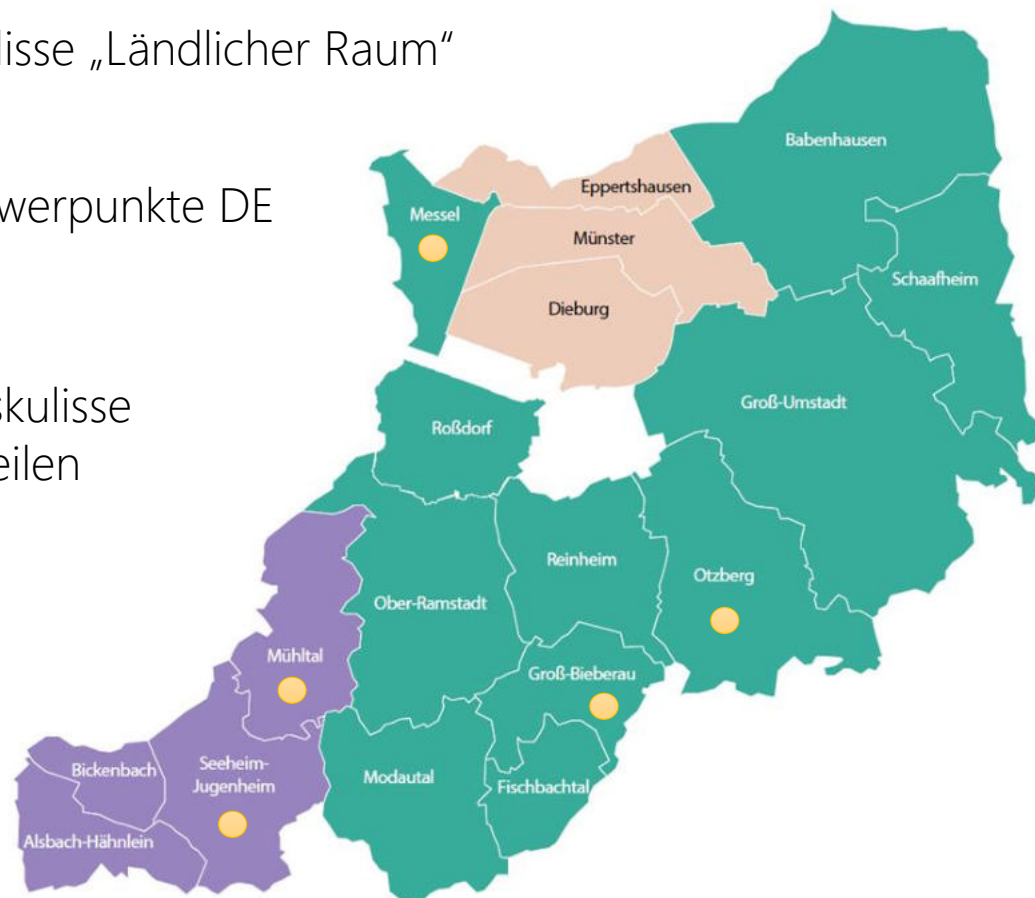 lisse „Ländlicher Raum“
werpunkte DE
skulisse
eilen
Babenhausen
Eppertshausen
Messel
Münster
Schaafheim
Dieburg
Groß-Umstadt
Roßdorf
Reinheim
Otzberg
Ober-Ramstadt
Mühltal
Groß-Bieberau
Seeheim-
Jugenheim
Bickenbach
Modautal
Fischbachtal
Alsbach-Hähnlein